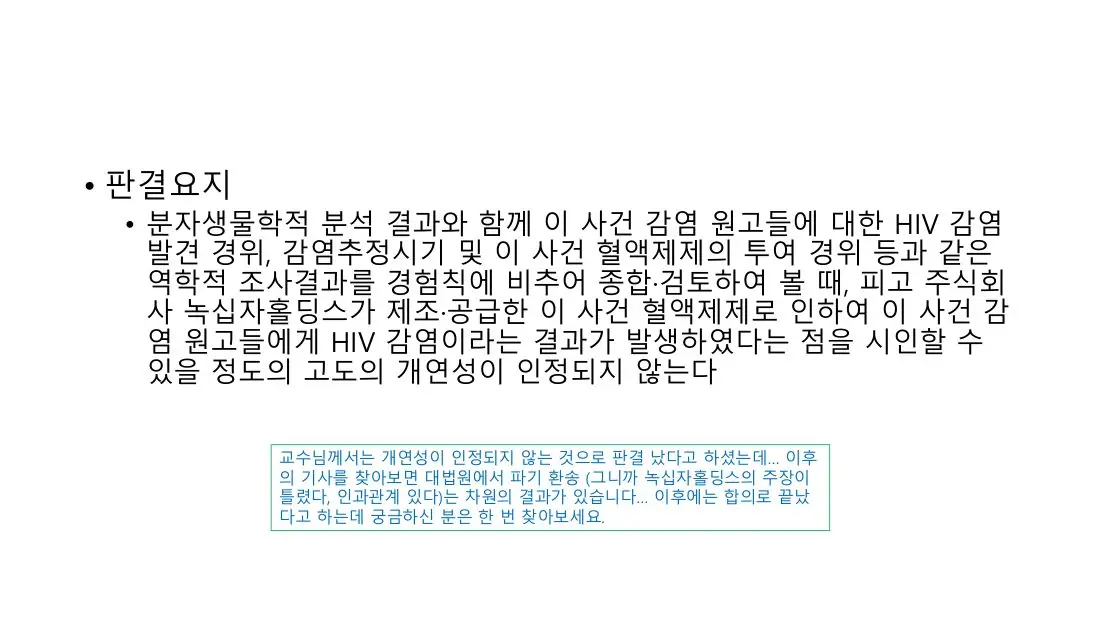 • 판결요지
• 분자생물학적 분석 결과와 함께 이 사건 감염 원고들에 대한 HIV 감염
발견 경위, 감염추정시기 및 이 사건 혈액제제의 투여 경위 등과 같은
역학적 조사결과를 경험칙에 비추어 종합·검토하여 볼 때, 피고 주식회
사 녹십자홀딩스가 제조·공급한 이 사건 혈액제제로 인하여 이 사건 감
염 원고들에게 HIV 감염이라는 결과가 발생하였다는 점을 시인할 수
있을 정도의 고도의 개연성이 인정되지 않는다
교수님께서는 개연성이 인정되지 않는 것으로 판결 났다고 하셨는데... 이후
의 기사를 찾아보면 대법원에서 파기 환송 (그니까 녹십자홀딩스의 주장이
틀렸다, 인과관계 있다)는 차원의 결과가 있습니다... 이후에는 합의로 끝났
다고 하는데 궁금하신 분은 한 번 찾아보세요.